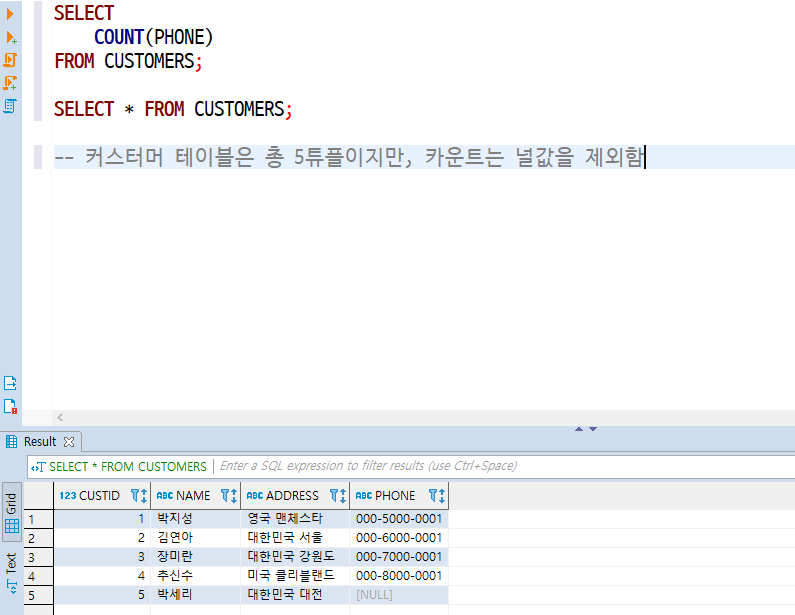 SELECT
COUNT(PHONE)
FROM CUSTOMERS;
SELECT * FROM CUSTOMERS;
-- 커스터머 테이블은 총 5튜플이지만, 카운트는 널값을 제외함
Result
SELECT * FROM CUSTOMERS Enter a SQL expression to filter results (use Ctrl+Space)
Grid
Text
123 CUSTID ABC NAME ABC ADDRESS ABC PHONE
1 1 박지성 영국 맨체스타 000-5000-0001
2 2 김연아 대한민국 서울 000-6000-0001
3 3 장미란 대한민국 강원도 000-7000-0001
4 4 추신수 미국 클리블랜드 000-8000-0001
5 5 박세리 대한민국 대전 [NULL]